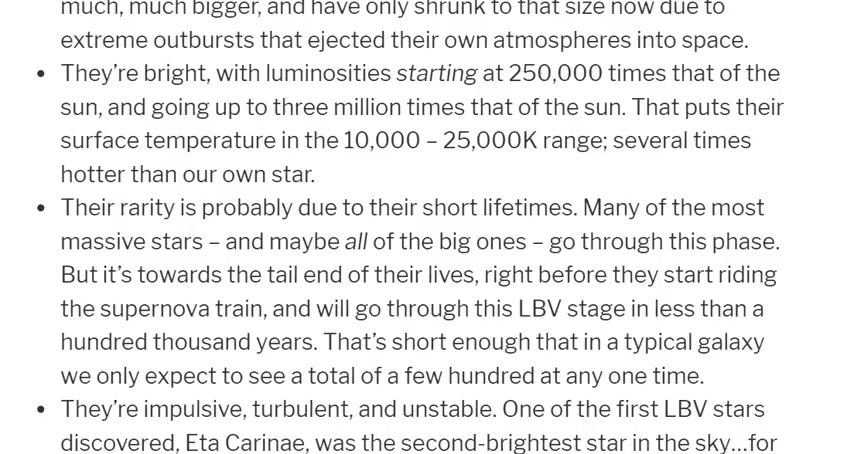 much, much bigger, and have only shrunk to that size now due to
extreme outbursts that ejected their own atmospheres into space.
• They’re bright, with luminosities starting at 250,000 times that of the
sun, and going up to three million times that of the sun. That puts their
surface temperature in the 10,000 – 25,000K range; several times
hotter than our own star.
• Their rarity is probably due to their short lifetimes. Many of the most
massive stars – and maybe all of the big ones – go through this phase.
But it’s towards the tail end of their lives, right before they start riding
the supernova train, and will go through this LBV stage in less than a
hundred thousand years. That’s short enough that in a typical galaxy
we only expect to see a total of a few hundred at any one time.
• They’re impulsive, turbulent, and unstable. One of the first LBV stars
discovered, Eta Carinae, was the second-brightest star in the sky…for